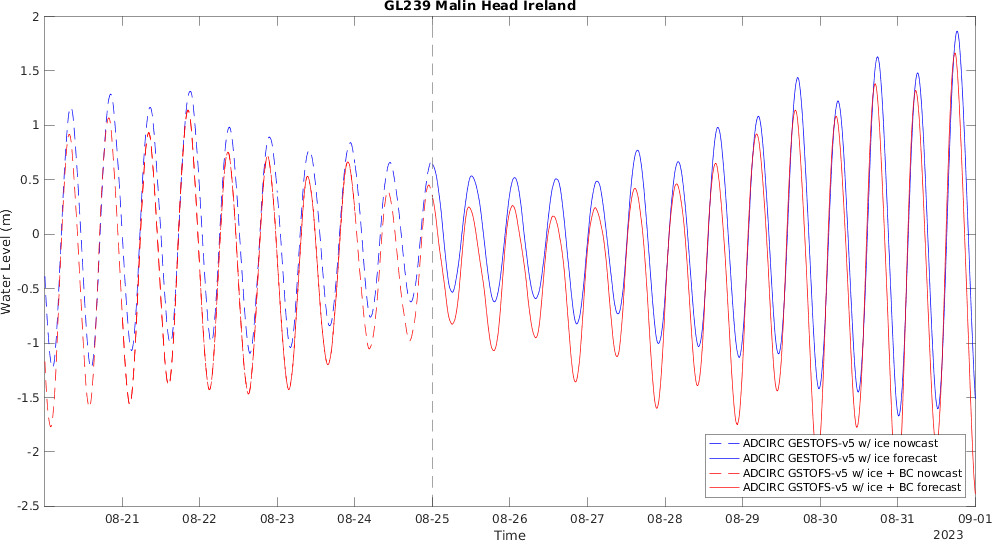 GL239 Malin Head Ireland
Water Level (m)
2
1.5
1
0.5
0
-0.5
-1
-1.5
-2
-2.5
ADCIRC GESTOFS-v5 w/ ice nowcast
ADCIRC GESTOFS-v5 w/ ice forecast
ADCIRC GSTOFS-v5 w/ ice + BC nowcast
ADCIRC GSTOFS-v5 w/ ice + BC forecast
08-21 08-22 08-23 08-24 08-25 08-26 08-27 08-28 08-29 08-30 08-31 09-01
Time
2023